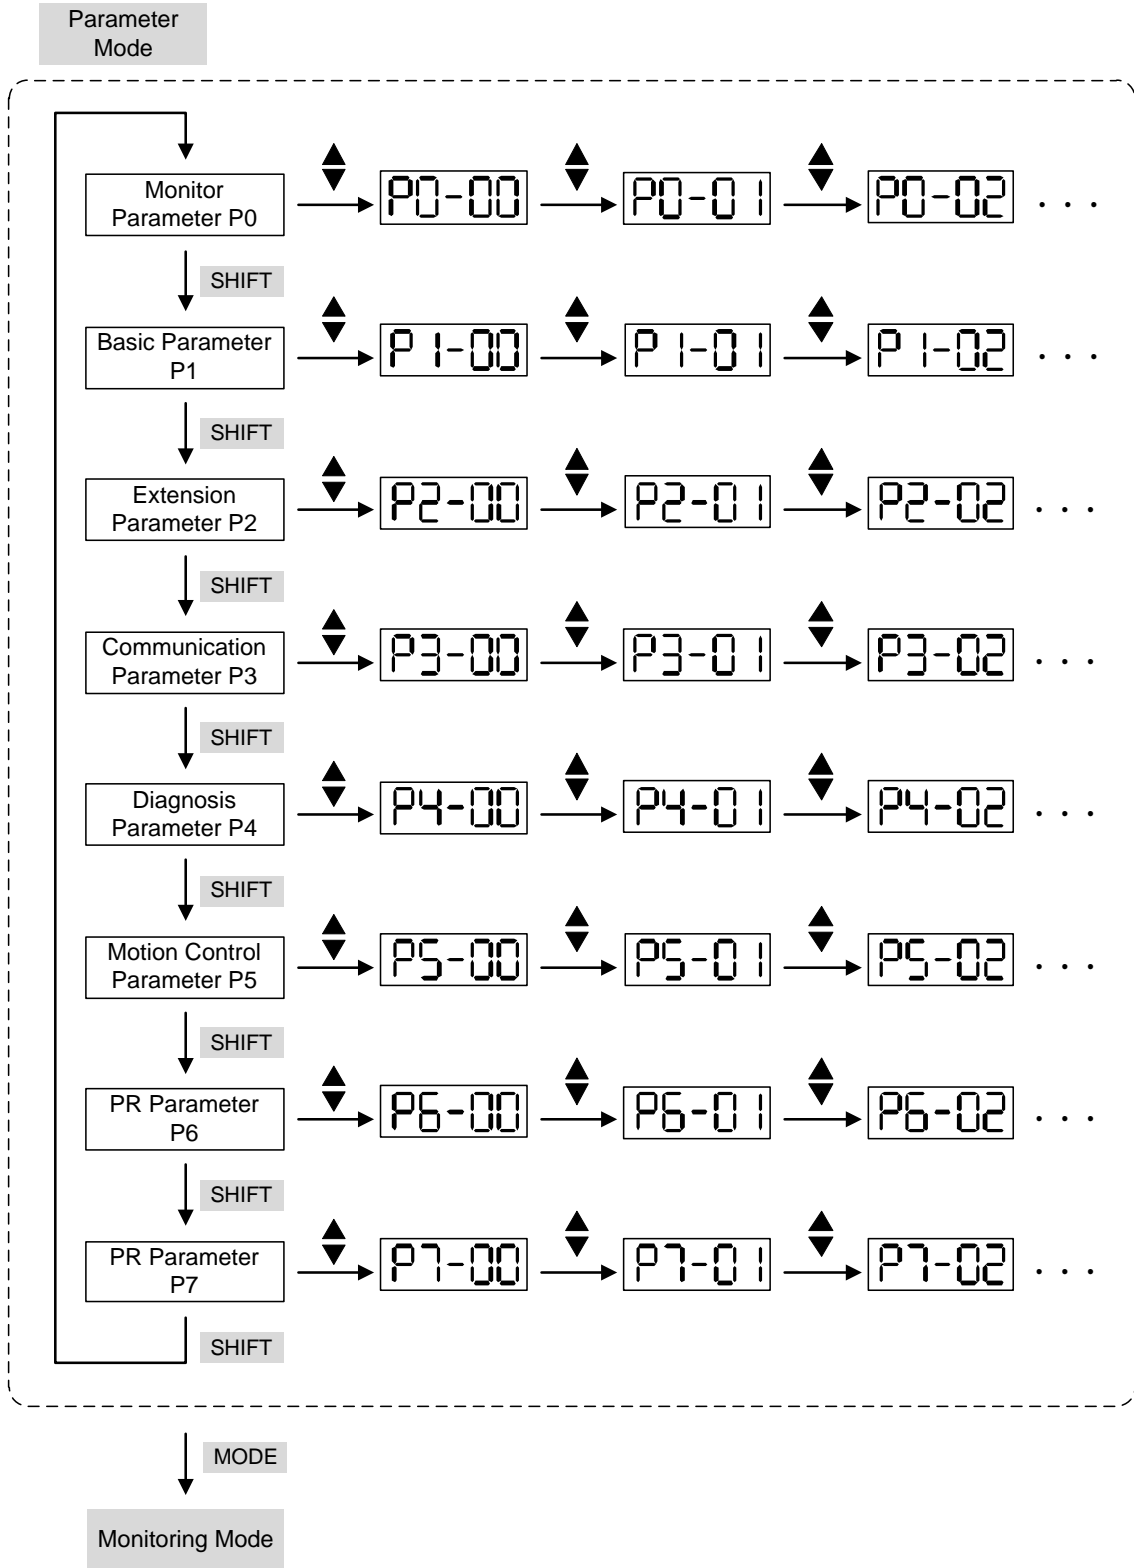 Parameter
Mode
Monitor
Parameter P0
P0-00 P0-01 P0-02 . . .
SHIFT
Basic Parameter
P1
P1-00 P1-01 P1-02 . . .
SHIFT
Extension
Parameter P2
P2-00 P2-01 P2-02 . . .
SHIFT
Communication
Parameter P3
P3-00 P3-01 P3-02 . . .
SHIFT
Diagnosis
Parameter P4
P4-00 P4-01 P4-02 . . .
SHIFT
Motion Control
Parameter P5
P5-00 P5-01 P5-02 . . .
SHIFT
PR Parameter
P6
P6-00 P6-01 P6-02 . . .
SHIFT
PR Parameter
P7
P7-00 P7-01 P7-02 . . .
SHIFT
MODE
Monitoring Mode